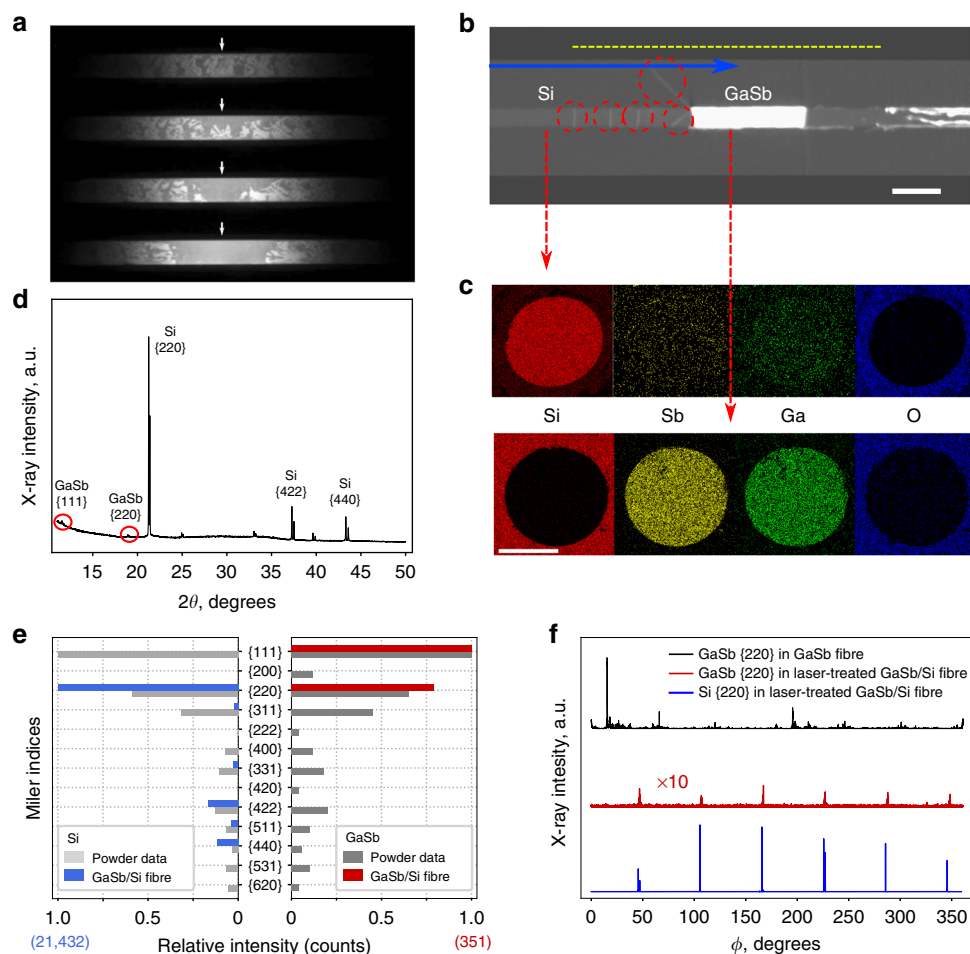 a
b
Si
GaSb
c
Si
Sb
Ga
O
d
X-ray intensity, a.u.
Si
{220}
GaSb
{111}
GaSb
{220}
Si
{422}
Si
{440}
15
20
25
30
35
40
45
50
2θ, degrees
e
Miler indices
{111}
{200}
{220}
{311}
{222}
{400}
{331}
{420}
{422}
{511}
{440}
{531}
{620}
Si
Powder data
GaSb/Si fibre
GaSb
Powder data
GaSb/Si fibre
1.0
0.5
0
0
0.5
1.0
(21,432)
Relative intensity (counts)
(351)
f
X-ray intesity, a.u.
GaSb {220} in GaSb fibre
GaSb {220} in laser-treated GaSb/Si fibre
Si {220} in laser-treated GaSb/Si fibre
×10
0
50
100
150
200
250
300
350
ϕ, degrees